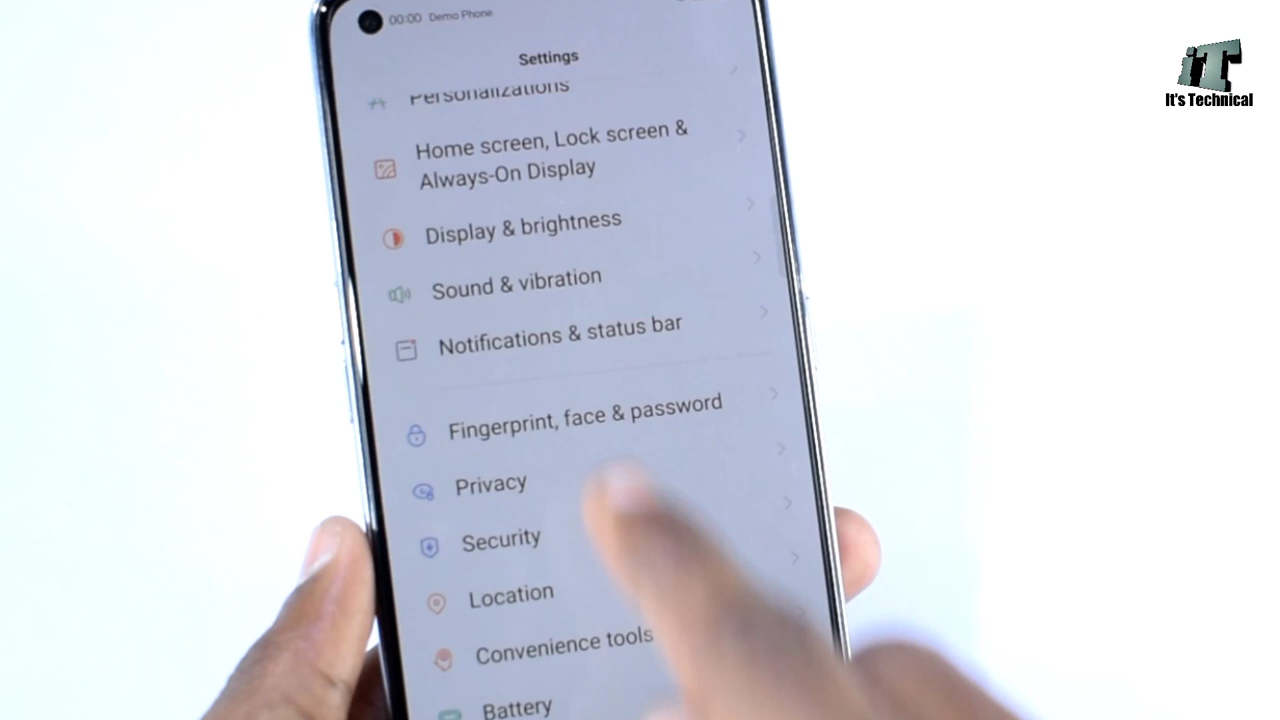 00:00 Demo Phone
Settings
Personalizations
Home screen, Lock screen &
Always-On Display
Display & brightness
Sound & vibration
Notifications & status bar
Fingerprint, face & password
Privacy
Security
Location
Convenience tools
Battery
iT
It's Technical